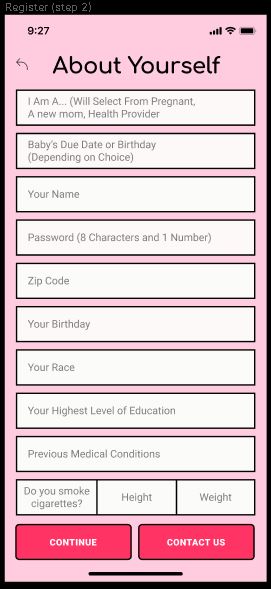 Register (step 2)
9:27
About Yourself
I Am A... (Will Select From Pregnant,
A new mom, Health Provider
Baby's Due Date or Birthday
(Depending on Choice)
Your Name
Password (8 Characters and 1 Number)
Zip Code
Your Birthday
Your Race
Your Highest Level of Education
Previous Medical Conditions
Do you smoke
cigarettes?
Height
Weight
CONTINUE
CONTACT US